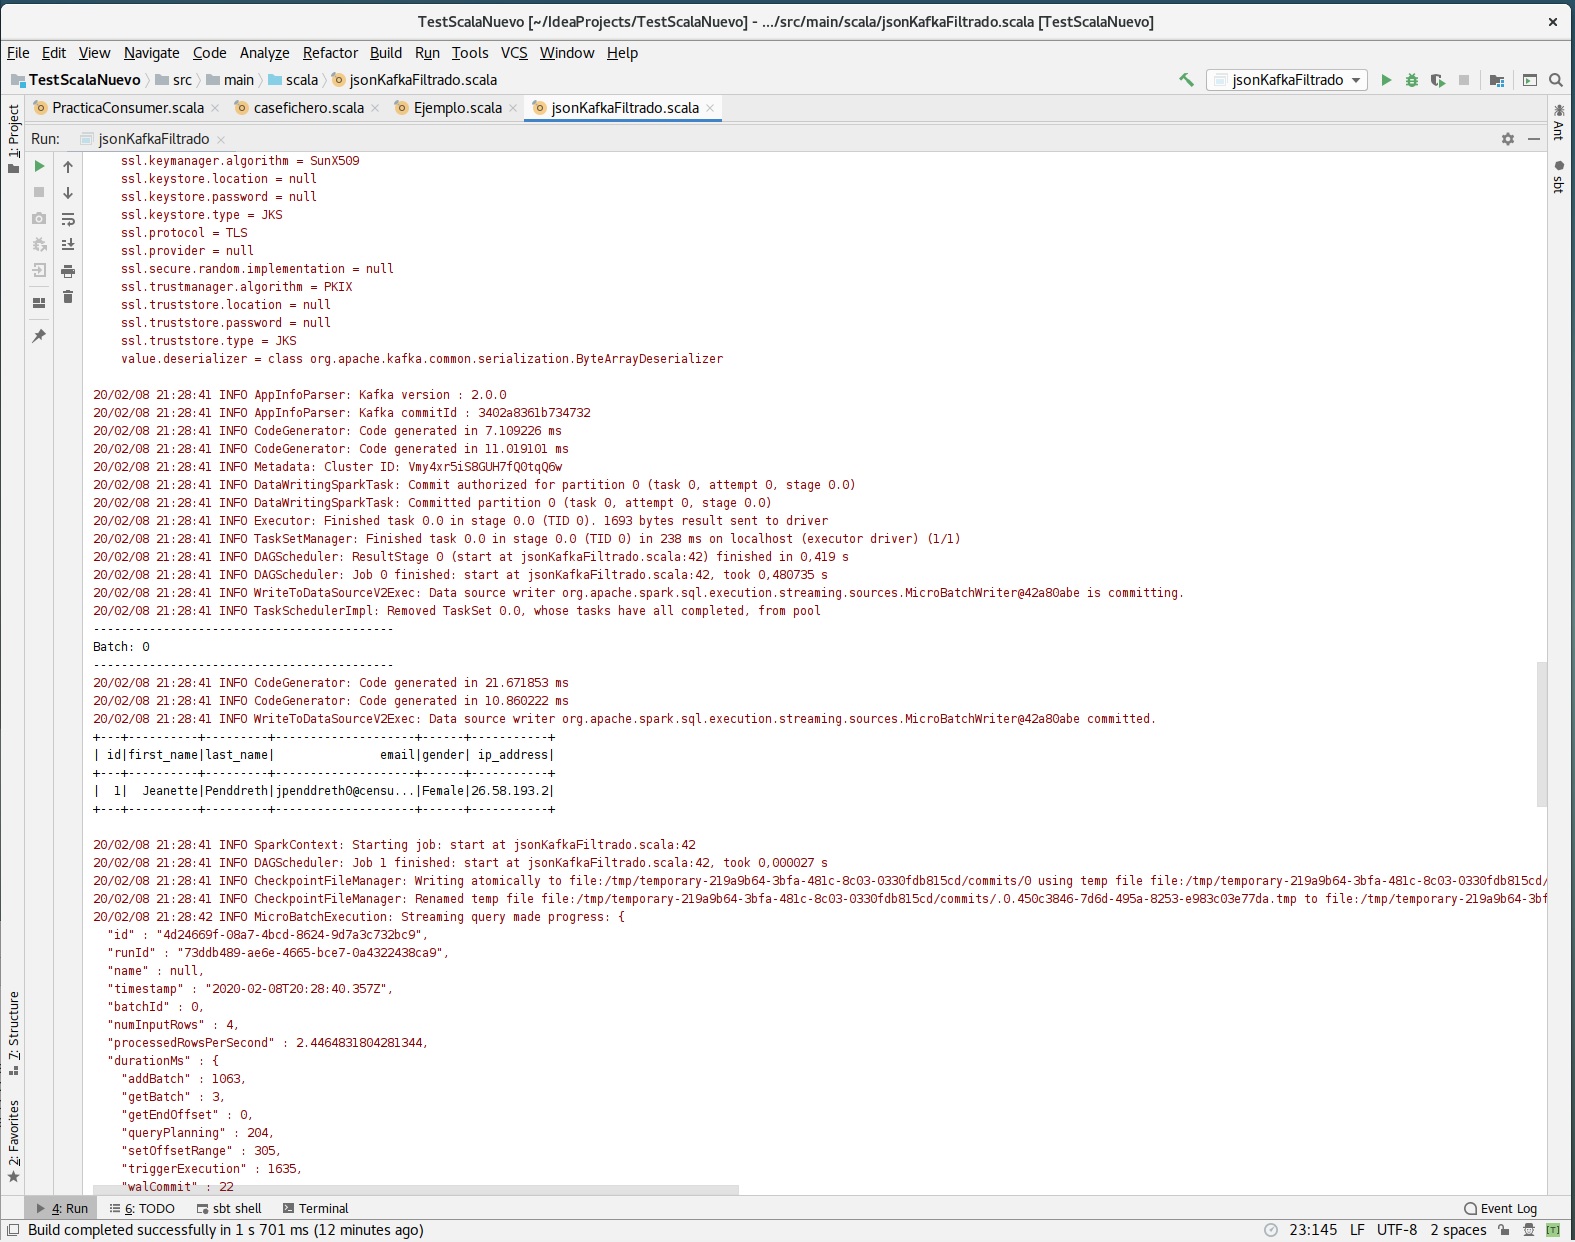 TestScalaNuevo [~/IdeaProjects/TestScalaNuevo] - .../src/main/scala/jsonKafkaFiltrado.scala [TestScalaNuevo]
File Edit View Navigate Code Analyze Refactor Build Run Tools VCS Window Help
TestScalaNuevo src main scala jsonKafkaFiltrado.scala
jsonKafkaFiltrado
PracticaConsumer.scala casefichero.scala Ejemplo.scala jsonKafkaFiltrado.scala
1: Project
Ant
sbt
Run: jsonKafkaFiltrado
ssl.keymanager.algorithm = SunX509
ssl.keystore.location = null
ssl.keystore.password = null
ssl.keystore.type = JKS
ssl.protocol = TLS
ssl.provider = null
ssl.secure.random.implementation = null
ssl.trustmanager.algorithm = PKIX
ssl.truststore.location = null
ssl.truststore.password = null
ssl.truststore.type = JKS
value.deserializer = class org.apache.kafka.common.serialization.ByteArrayDeserializer
20/02/08 21:28:41 INFO AppInfoParser: Kafka version : 2.0.0
20/02/08 21:28:41 INFO AppInfoParser: Kafka commitId : 3402a8361b734732
20/02/08 21:28:41 INFO CodeGenerator: Code generated in 7.109226 ms
20/02/08 21:28:41 INFO CodeGenerator: Code generated in 11.019101 ms
20/02/08 21:28:41 INFO Metadata: Cluster ID: Vmy4xr5iS8GUH7fQ0tqQ6w
20/02/08 21:28:41 INFO DataWritingSparkTask: Commit authorized for partition 0 (task 0, attempt 0, stage 0.0)
20/02/08 21:28:41 INFO DataWritingSparkTask: Committed partition 0 (task 0, attempt 0, stage 0.0)
20/02/08 21:28:41 INFO Executor: Finished task 0.0 in stage 0.0 (TID 0). 1693 bytes result sent to driver
20/02/08 21:28:41 INFO TaskSetManager: Finished task 0.0 in stage 0.0 (TID 0) in 238 ms on localhost (executor driver) (1/1)
20/02/08 21:28:41 INFO DAGScheduler: ResultStage 0 (start at jsonKafkaFiltrado.scala:42) finished in 0,419 s
20/02/08 21:28:41 INFO DAGScheduler: Job 0 finished: start at jsonKafkaFiltrado.scala:42, took 0,480735 s
20/02/08 21:28:41 INFO WriteToDataSourceV2Exec: Data source writer org.apache.spark.sql.execution.streaming.sources.MicroBatchWriter@42a80abe is committing.
20/02/08 21:28:41 INFO TaskSchedulerImpl: Removed TaskSet 0.0, whose tasks have all completed, from pool
-------------------------------------------
Batch: 0
-------------------------------------------
20/02/08 21:28:41 INFO CodeGenerator: Code generated in 21.671853 ms
20/02/08 21:28:41 INFO CodeGenerator: Code generated in 10.860222 ms
20/02/08 21:28:41 INFO WriteToDataSourceV2Exec: Data source writer org.apache.spark.sql.execution.streaming.sources.MicroBatchWriter@42a80abe committed.
+---+----------+---------+--------------------+------+-----------+
| id|first_name|last_name|               email|gender| ip_address|
+---+----------+---------+--------------------+------+-----------+
|  1|  Jeanette|Penddreth|jpenddreth0@censu...|Female|26.58.193.2|
+---+----------+---------+--------------------+------+-----------+
20/02/08 21:28:41 INFO SparkContext: Starting job: start at jsonKafkaFiltrado.scala:42
20/02/08 21:28:41 INFO DAGScheduler: Job 1 finished: start at jsonKafkaFiltrado.scala:42, took 0,000027 s
20/02/08 21:28:41 INFO CheckpointFileManager: Writing atomically to file:/tmp/temporary-219a9b64-3bfa-481c-8c03-0330fdb815cd/commits/0 using temp file file:/tmp/temporary-219a9b64-3bfa-481c-8c03-0330fdb815cd/
20/02/08 21:28:41 INFO CheckpointFileManager: Renamed temp file file:/tmp/temporary-219a9b64-3bfa-481c-8c03-0330fdb815cd/commits/.0.450c3846-7d6d-495a-8253-e983c03e77da.tmp to file:/tmp/temporary-219a9b64-3bf
20/02/08 21:28:42 INFO MicroBatchExecution: Streaming query made progress: {
"id" : "4d24669f-08a7-4bcd-8624-9d7a3c732bc9",
"runId" : "73ddb489-ae6e-4665-bce7-0a4322438ca9",
"name" : null,
"timestamp" : "2020-02-08T20:28:40.357Z",
"batchId" : 0,
"numInputRows" : 4,
"processedRowsPerSecond" : 2.4464831804281344,
"durationMs" : {
"addBatch" : 1063,
"getBatch" : 3,
"getEndOffset" : 0,
"queryPlanning" : 204,
"setOffsetRange" : 305,
"triggerExecution" : 1635,
"walCommit" : 22
7: Structure
2: Favorites
4: Run 6: TODO sbt shell Terminal Event Log
Build completed successfully in 1 s 701 ms (12 minutes ago) 23:145 LF UTF-8 2 spaces [T]